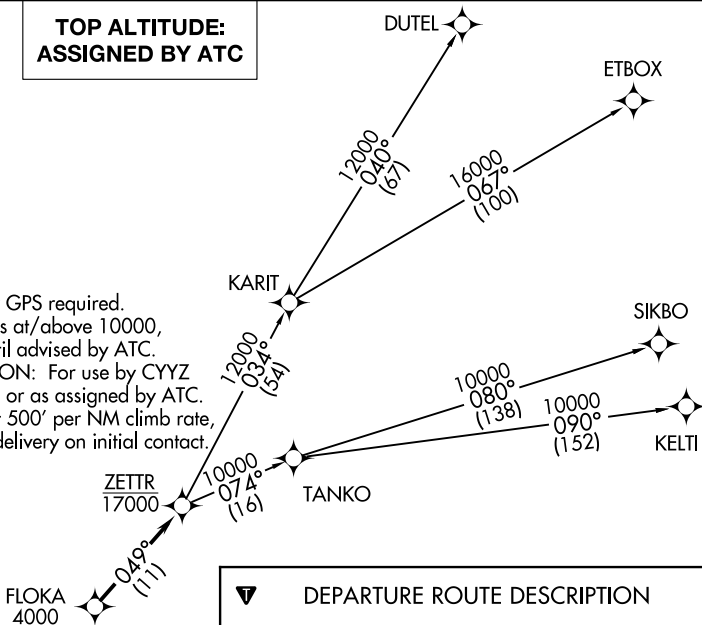 TOP ALTITUDE:
ASSIGNED BY ATC
DUTEL
ETBOX
12000
040°
(67)
16000
067°
(100)
KARIT
GPS required.
s at/above 10000,
il advised by ATC.
ON: For use by CYYZ
or as assigned by ATC.
500' per NM climb rate,
delivery on initial contact.
12000
034°
(54)
SIKBO
10000
080°
(138)
10000
090°
(152)
KELTI
ZETTR
17000
10000
074°
(16)
TANKO
049°
(11)
FLOKA
4000
T DEPARTURE ROUTE DESCRIPTION